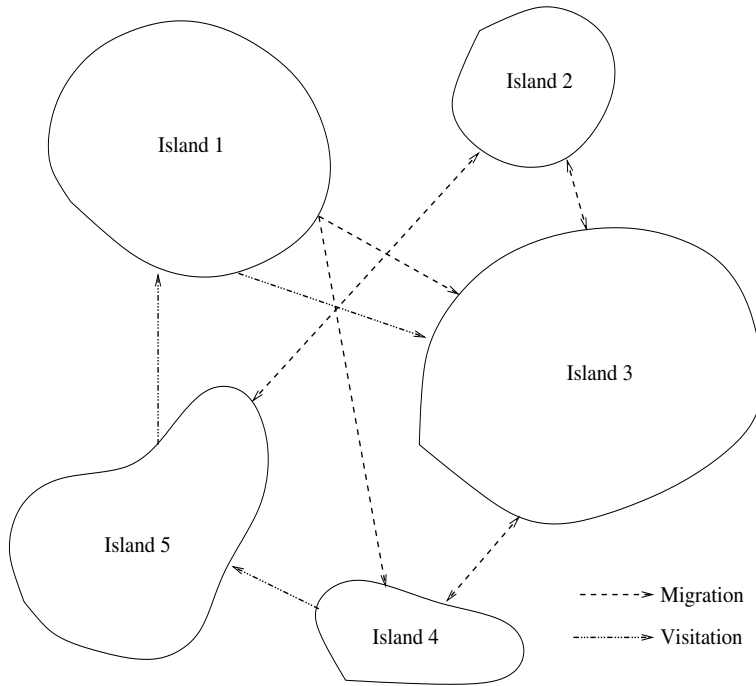 Island 1
Island 2
Island 3
Island 5
Island 4
Migration
Visitation